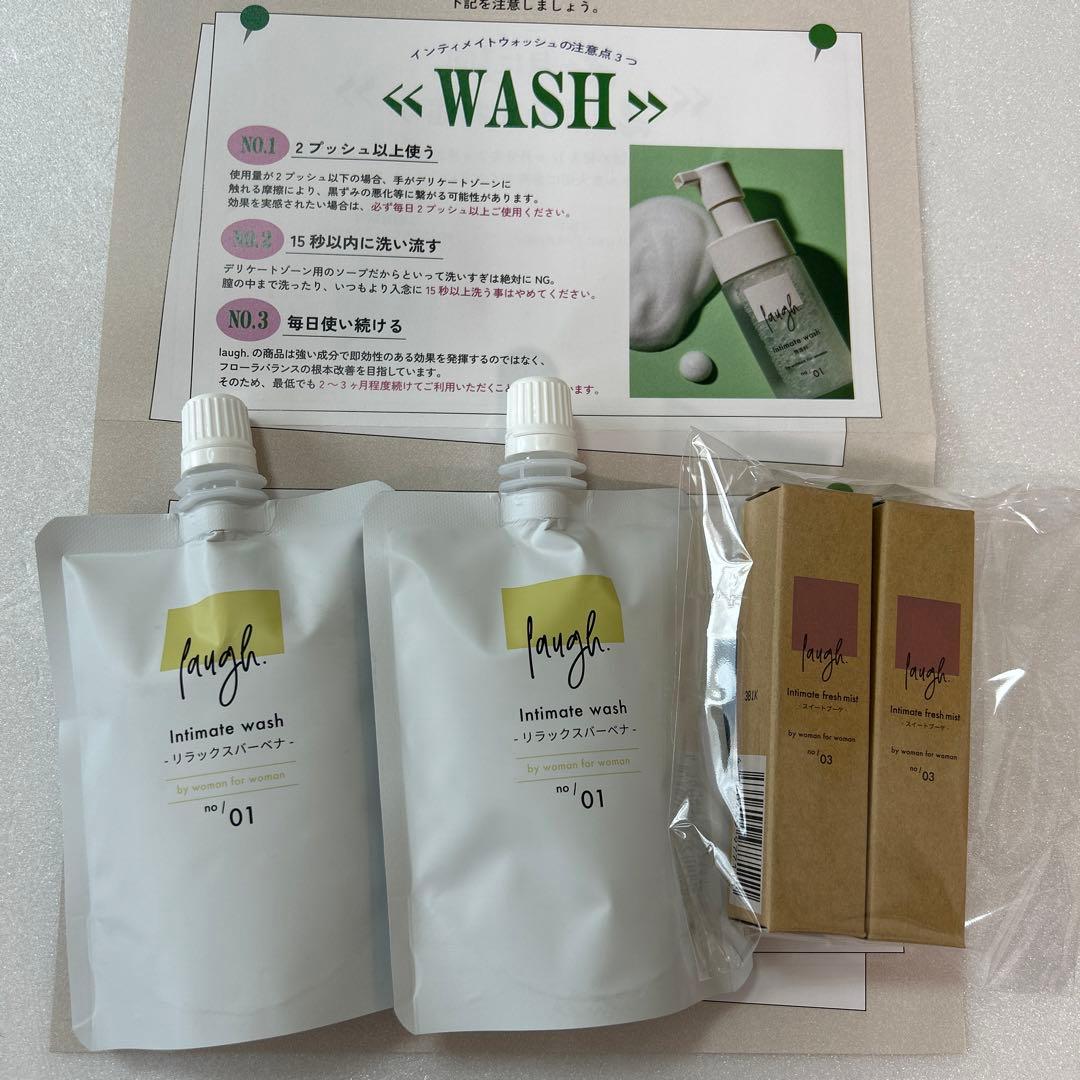 下記を注意しましょう。
インティメイトウォッシュの注意点3つ
≪WASH≫
NO.1 2プッシュ以上使う
使用量が2プッシュ以下の場合、手がデリケートゾーンに
触れる摩擦により、黒ずみの悪化等に繋がる可能性があります。
効果を実感されたい場合は、必ず毎日2プッシュ以上ご使用ください。
NO.2 15秒以内に洗い流す
デリケートゾーン用のソープだからといって洗いすぎは絶対にNG。
膣の中まで洗ったり、いつもより入念に15秒以上洗う事はやめてください。
NO.3 毎日使い続ける
laugh. の商品は強い成分で即効性のある効果を発揮するのではなく、
フローラバランスの根本改善を目指しています。
そのため、最低でも2～3ヶ月程度続けてご利用いただくこと
います。
laugh.
Intimate wash
no/01
laugh.
Intimate wash
-リラックスバーベナ-
by woman for woman
no/01
laugh.
Intimate wash
-リラックスバーベナ-
by woman for woman
no/01
3B1K
laugh.
Intimate fresh mist
-スイートブーケ-
by woman for woman
no/03
laugh.
Intimate fresh mist
-スイートブーケ-
by woman for woman
no/03